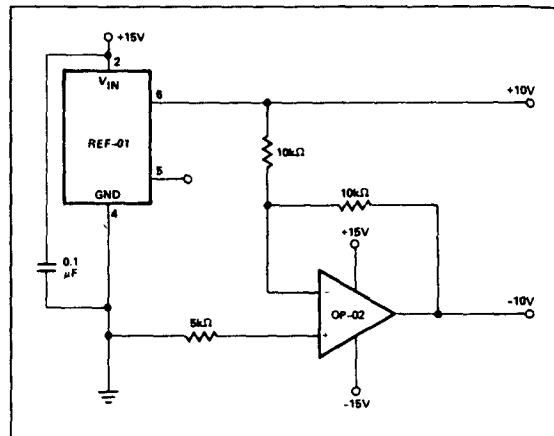 +15V
2
VIN
6
+10V
REF-01
10kΩ
5
10kΩ
GND
4
+15V
0.1
μF
-
OP-02
-10V
5kΩ
+
-15V